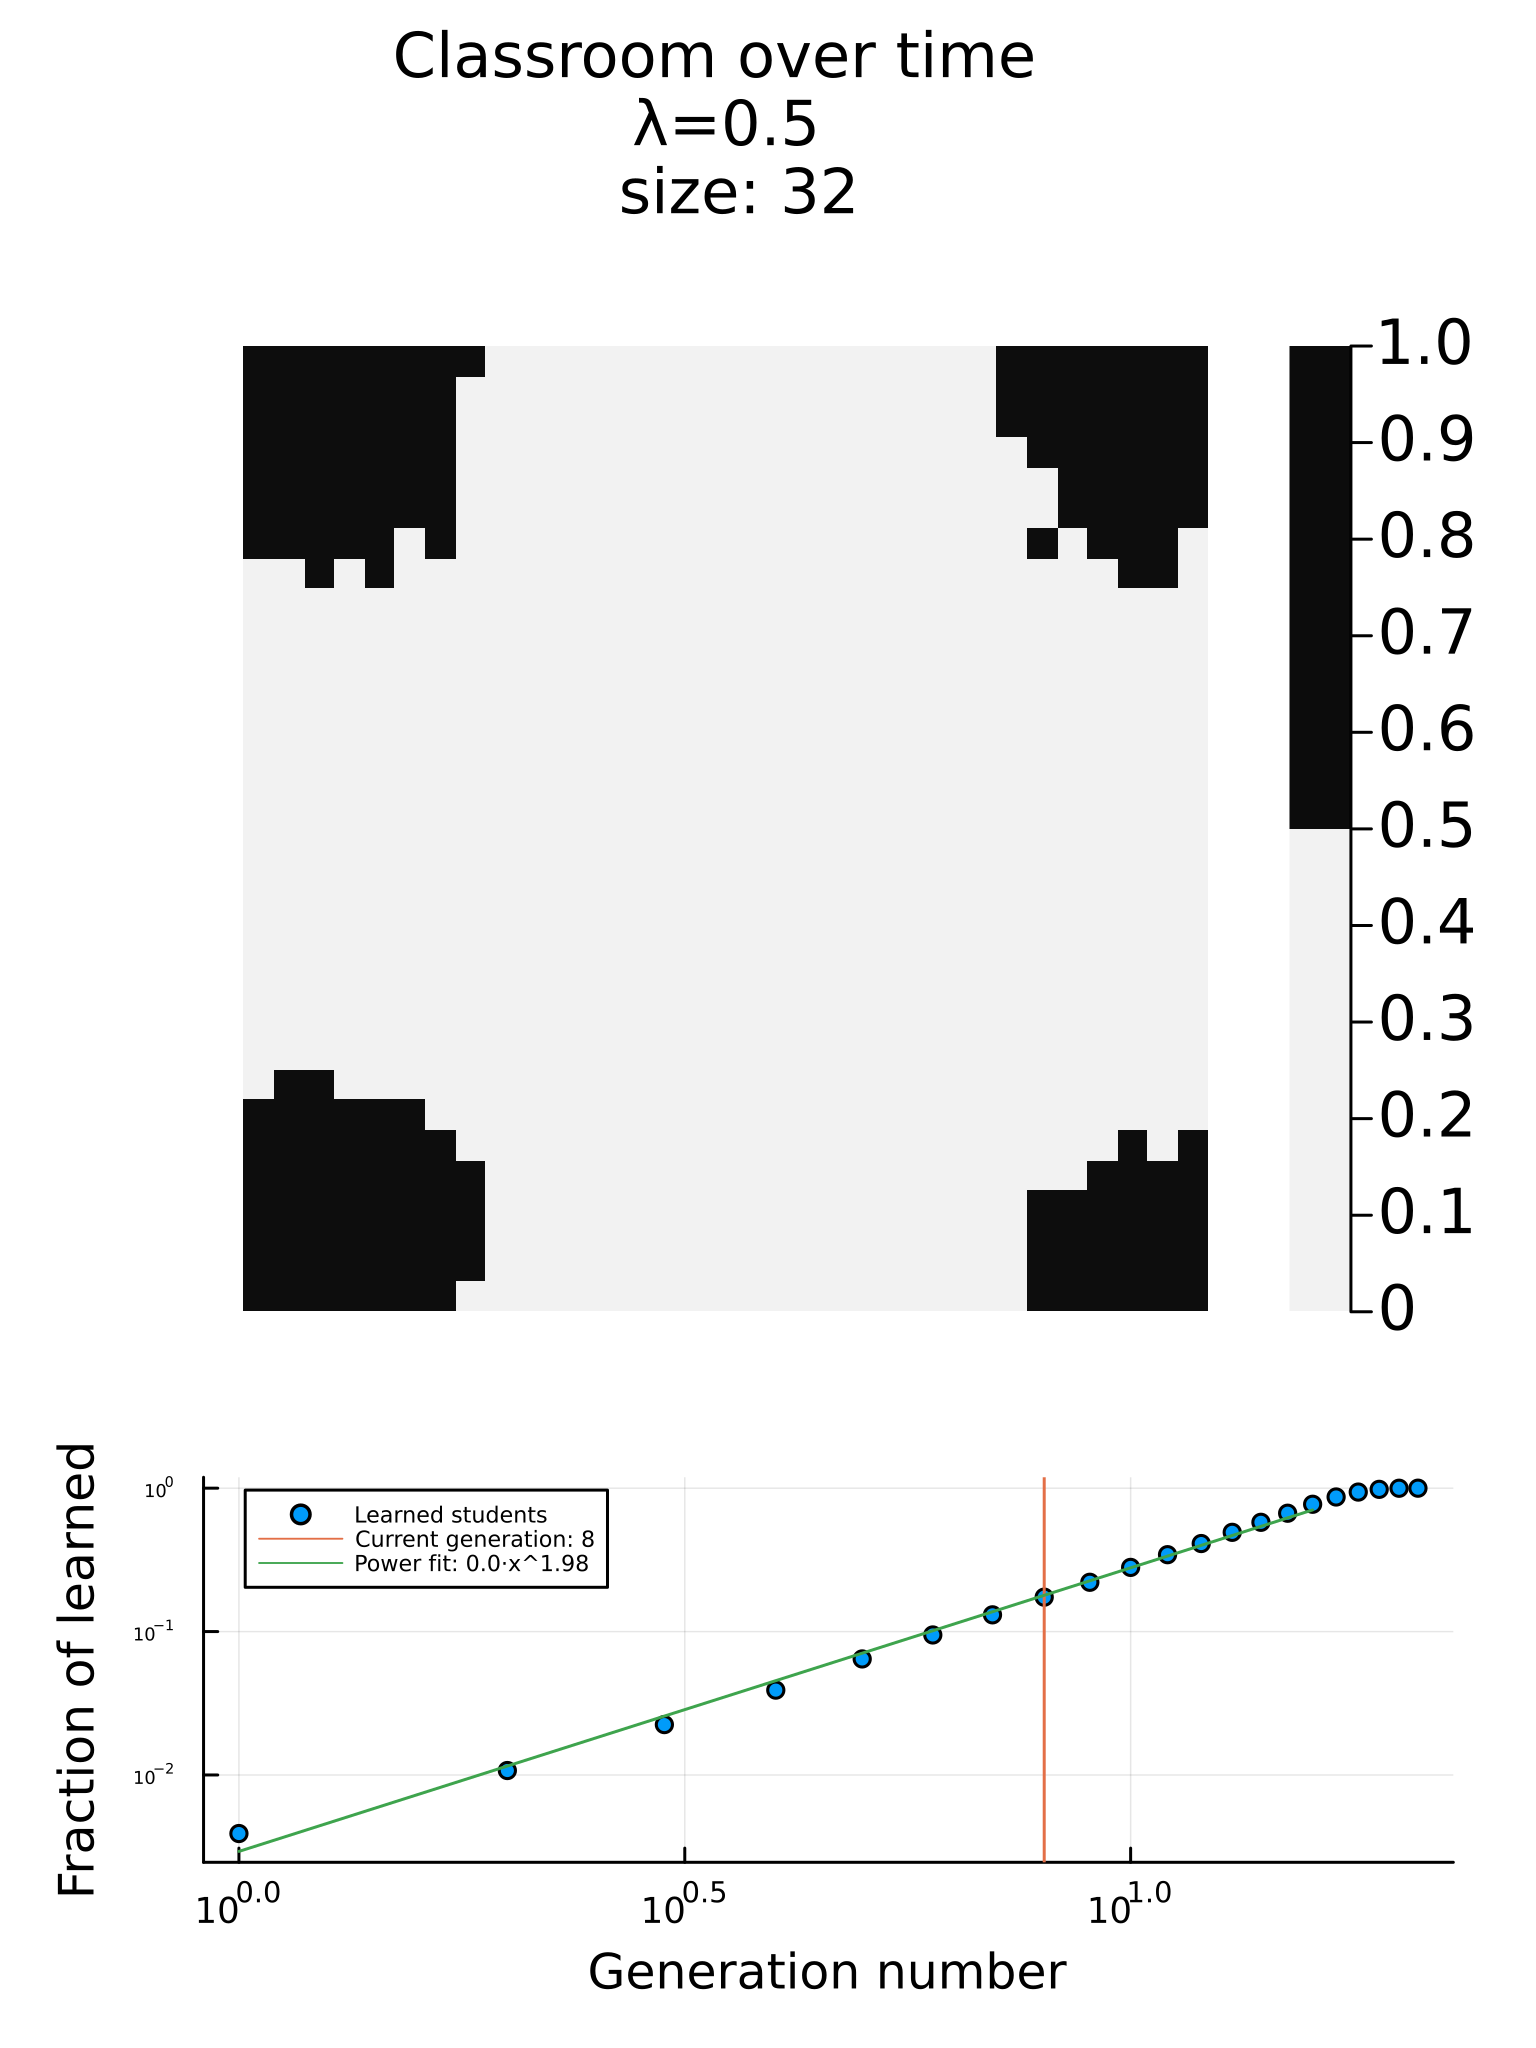 Classroom over time
λ=0.5
size: 32
1.0
0.9
0.8
0.7
0.6
0.5
0.4
0.3
0.2
0.1
0
Fraction of learned
10⁰
10⁻¹
10⁻²
Learned students
Current generation: 8
Power fit: 0.0·x^1.98
10^0.0
10^0.5
10^1.0
Generation number